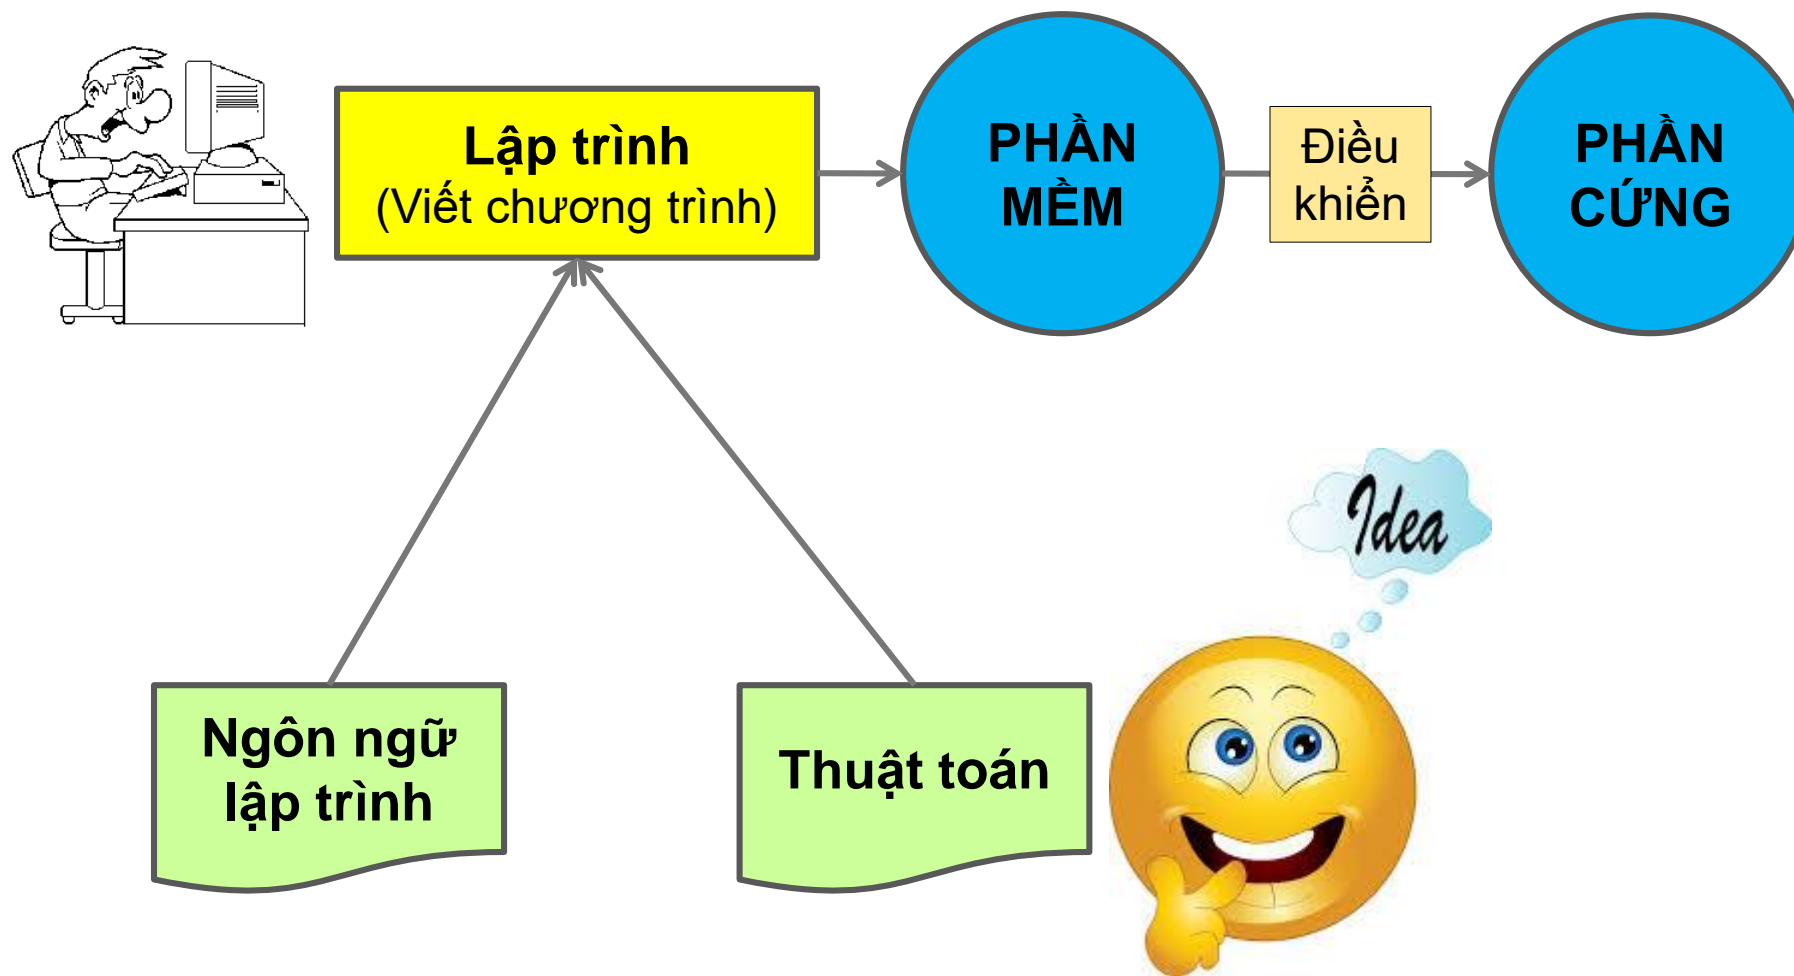 Lập trình
(Viết chương trình)
PHẦN
MỀM
Điều
khiển
PHẦN
CỨNG
Idea
Ngôn ngữ
lập trình
Thuật toán